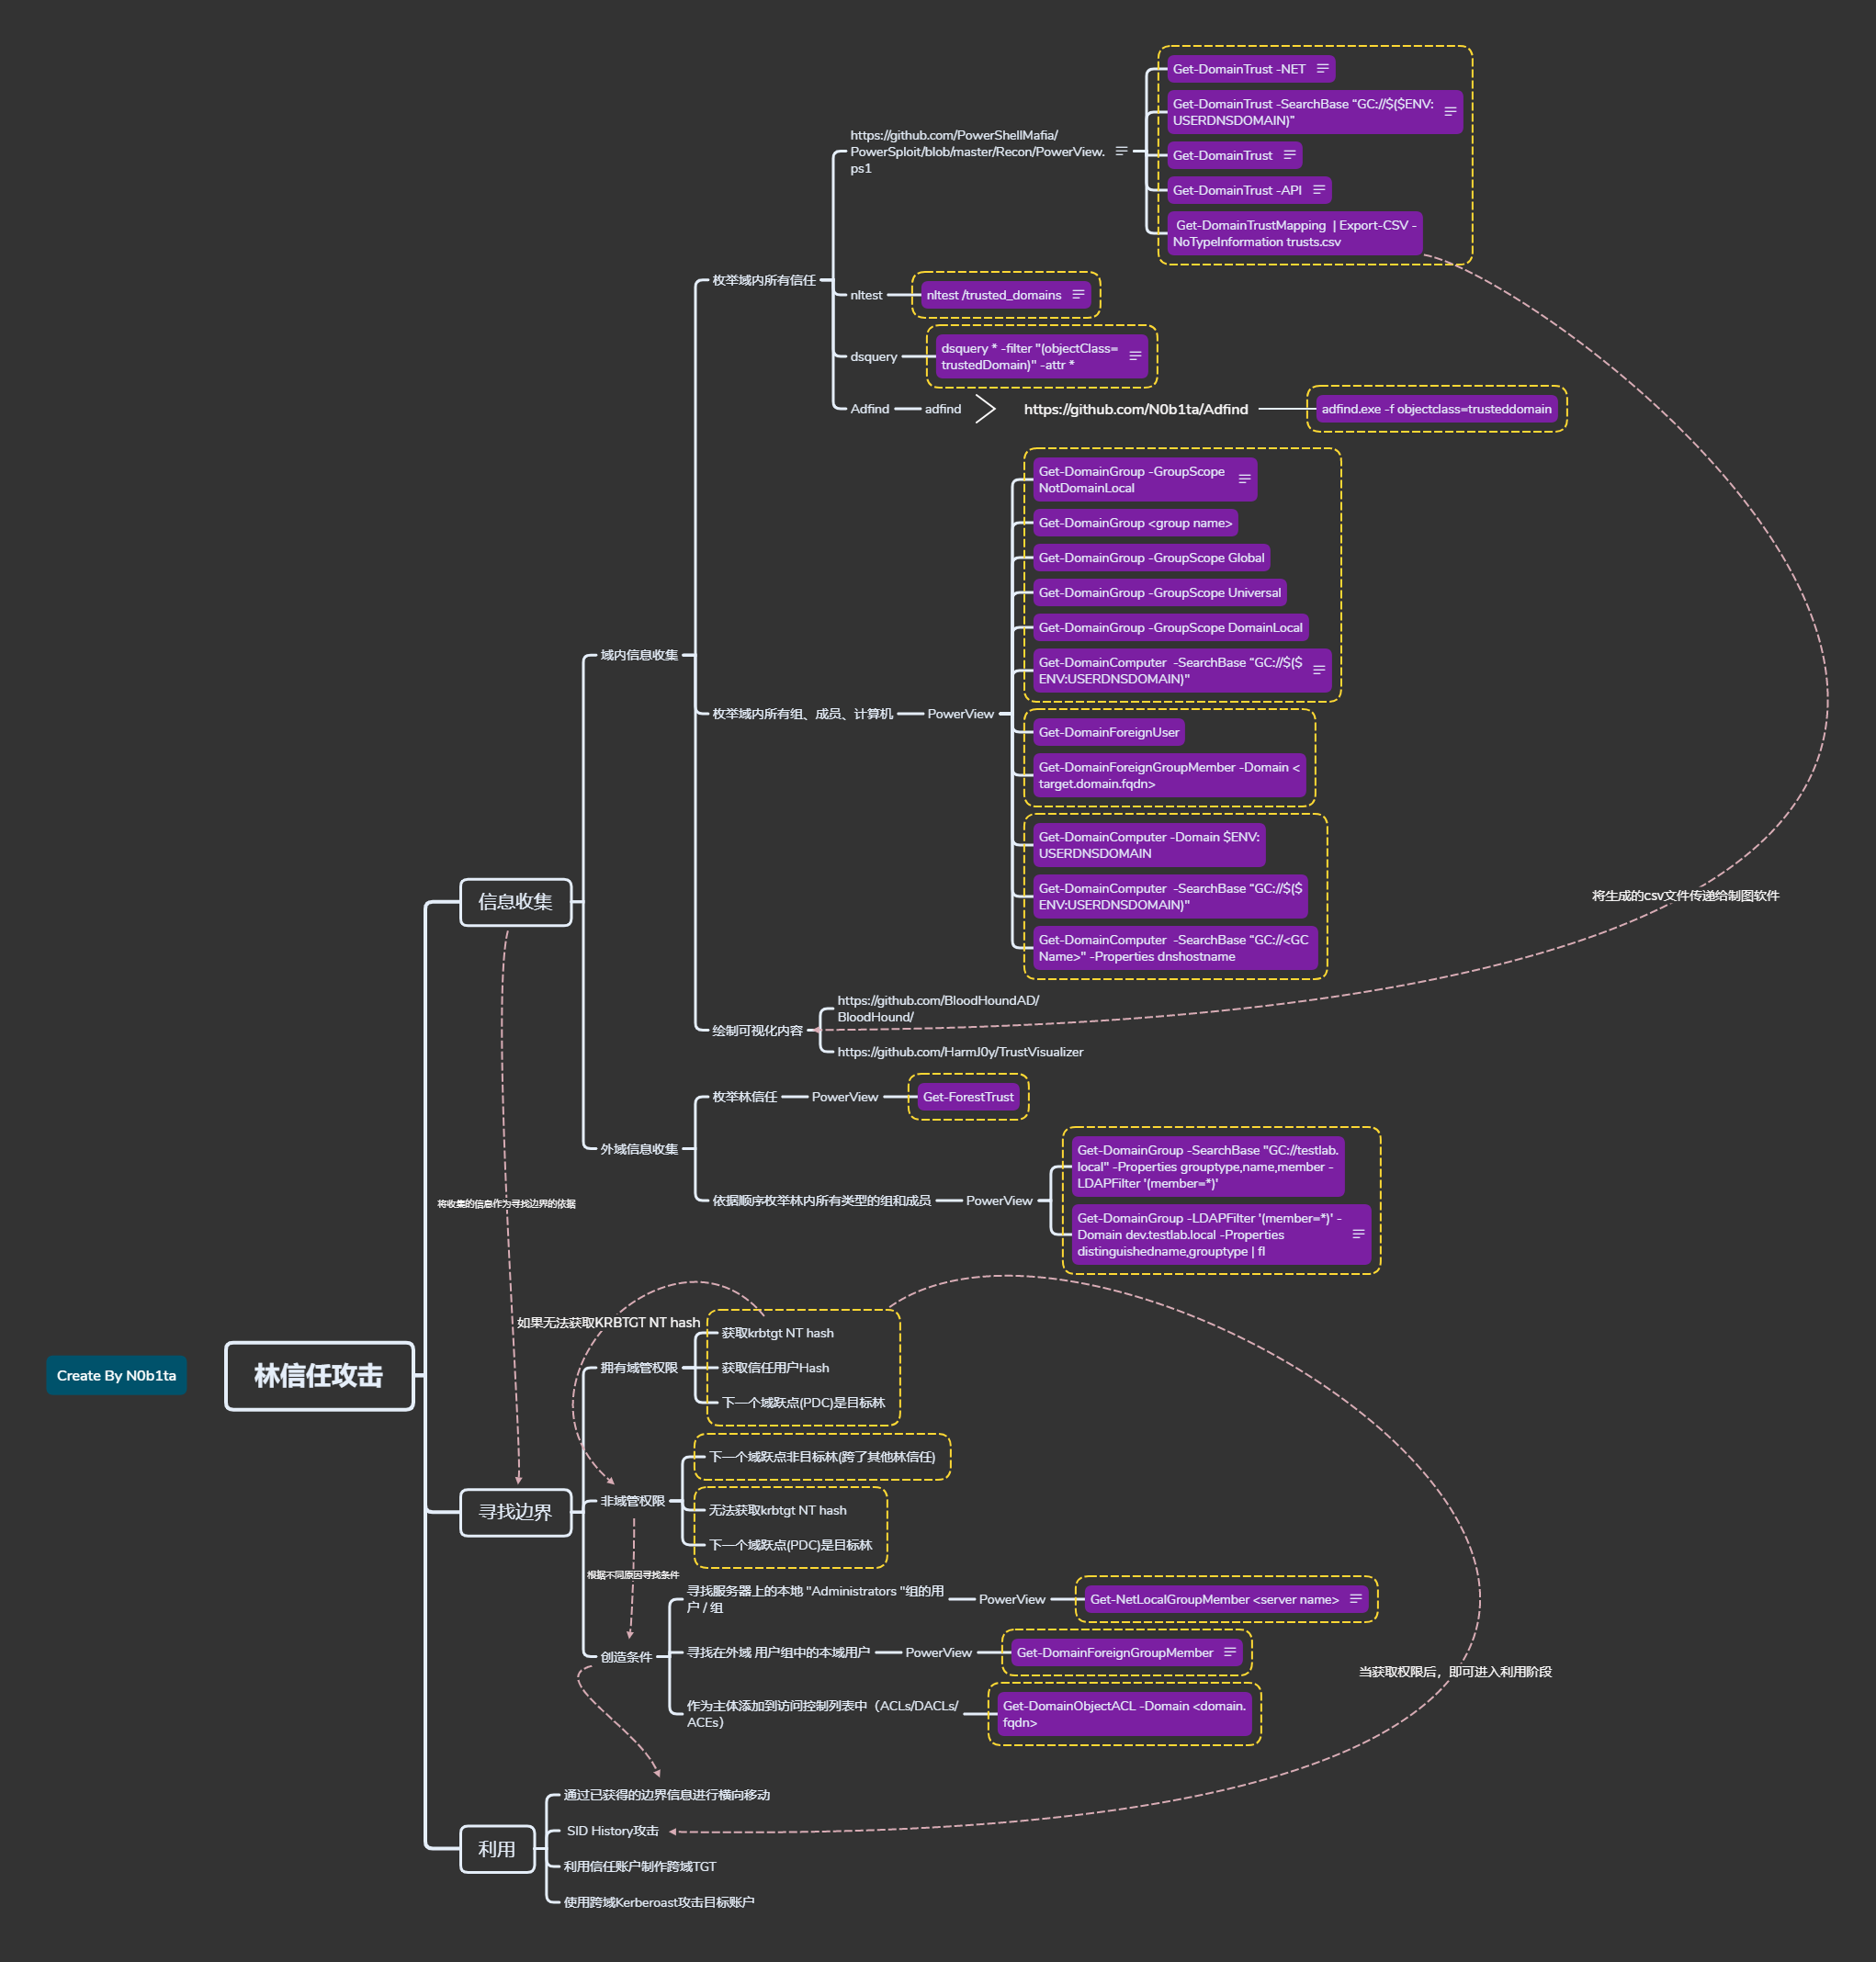 Create By N0b1ta
林信任攻击
信息收集
域内信息收集
枚举域内所有信任
https://github.com/PowerShellMafia/
PowerSploit/blob/master/Recon/PowerView.
ps1
Get-DomainTrust -NET
Get-DomainTrust -SearchBase “GC://$($ENV:
USERDNSDOMAIN)”
Get-DomainTrust
Get-DomainTrust -API
Get-DomainTrustMapping | Export-CSV -
NoTypeInformation trusts.csv
nltest
nltest /trusted_domains
dsquery
dsquery * -filter "(objectClass=
trustedDomain)" -attr *
Adfind
adfind
https://github.com/N0b1ta/Adfind
adfind.exe -f objectclass=trusteddomain
枚举域内所有组、成员、计算机
PowerView
Get-DomainGroup -GroupScope
NotDomainLocal
Get-DomainGroup <group name>
Get-DomainGroup -GroupScope Global
Get-DomainGroup -GroupScope Universal
Get-DomainGroup -GroupScope DomainLocal
Get-DomainComputer -SearchBase “GC://$($
ENV:USERDNSDOMAIN)"
Get-DomainForeignUser
Get-DomainForeignGroupMember -Domain <
target.domain.fqdn>
Get-DomainComputer -Domain $ENV:
USERDNSDOMAIN
Get-DomainComputer -SearchBase “GC://$($
ENV:USERDNSDOMAIN)"
Get-DomainComputer -SearchBase “GC://<GC
Name>" -Properties dnshostname
将生成的csv文件传递给制图软件
绘制可视化内容
https://github.com/BloodHoundAD/
BloodHound/
https://github.com/HarmJ0y/TrustVisualizer
外域信息收集
枚举林信任
PowerView
Get-ForestTrust
依据顺序枚举林内所有类型的组和成员
PowerView
Get-DomainGroup -SearchBase "GC://testlab.
local" -Properties grouptype,name,member -
LDAPFilter '(member=*)'
Get-DomainGroup -LDAPFilter '(member=*)' -
Domain dev.testlab.local -Properties
distinguishedname,grouptype | fl
将收集的信息作为寻找边界的依据
寻找边界
如果无法获取KRBTGT NT hash
拥有域管权限
获取krbtgt NT hash
获取信任用户Hash
下一个域跃点(PDC)是目标林
非域管权限
下一个域跃点非目标林(跨了其他林信任)
无法获取krbtgt NT hash
下一个域跃点(PDC)是目标林
根据不同原因寻找条件
创造条件
寻找服务器上的本地 "Administrators "组的用
户 / 组
PowerView
Get-NetLocalGroupMember <server name>
寻找在外域 用户组中的本域用户
PowerView
Get-DomainForeignGroupMember
作为主体添加到访问控制列表中（ACLs/DACLs/
ACEs）
Get-DomainObjectACL -Domain <domain.
fqdn>
当获取权限后，即可进入利用阶段
利用
通过已获得的边界信息进行横向移动
SID History攻击
利用信任账户制作跨域TGT
使用跨域Kerberoast攻击目标账户